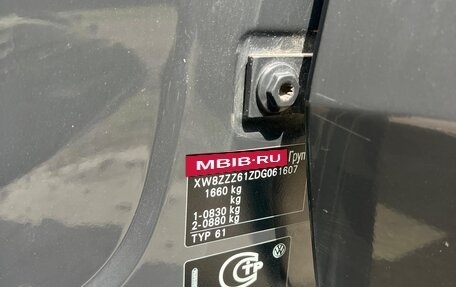 MBIB-RU Груп
XW8ZZZ61ZDG061607
1660 kg
kg
1-0830 kg
2-0880 kg
TYP 61